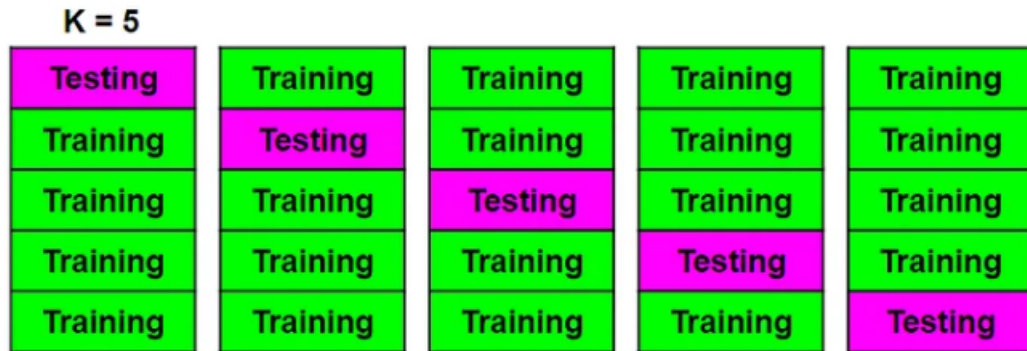 K = 5
Testing Training Training Training Training
Training Testing Training Training Training
Training Training Testing Training Training
Training Training Training Testing Training
Training Training Training Training Testing